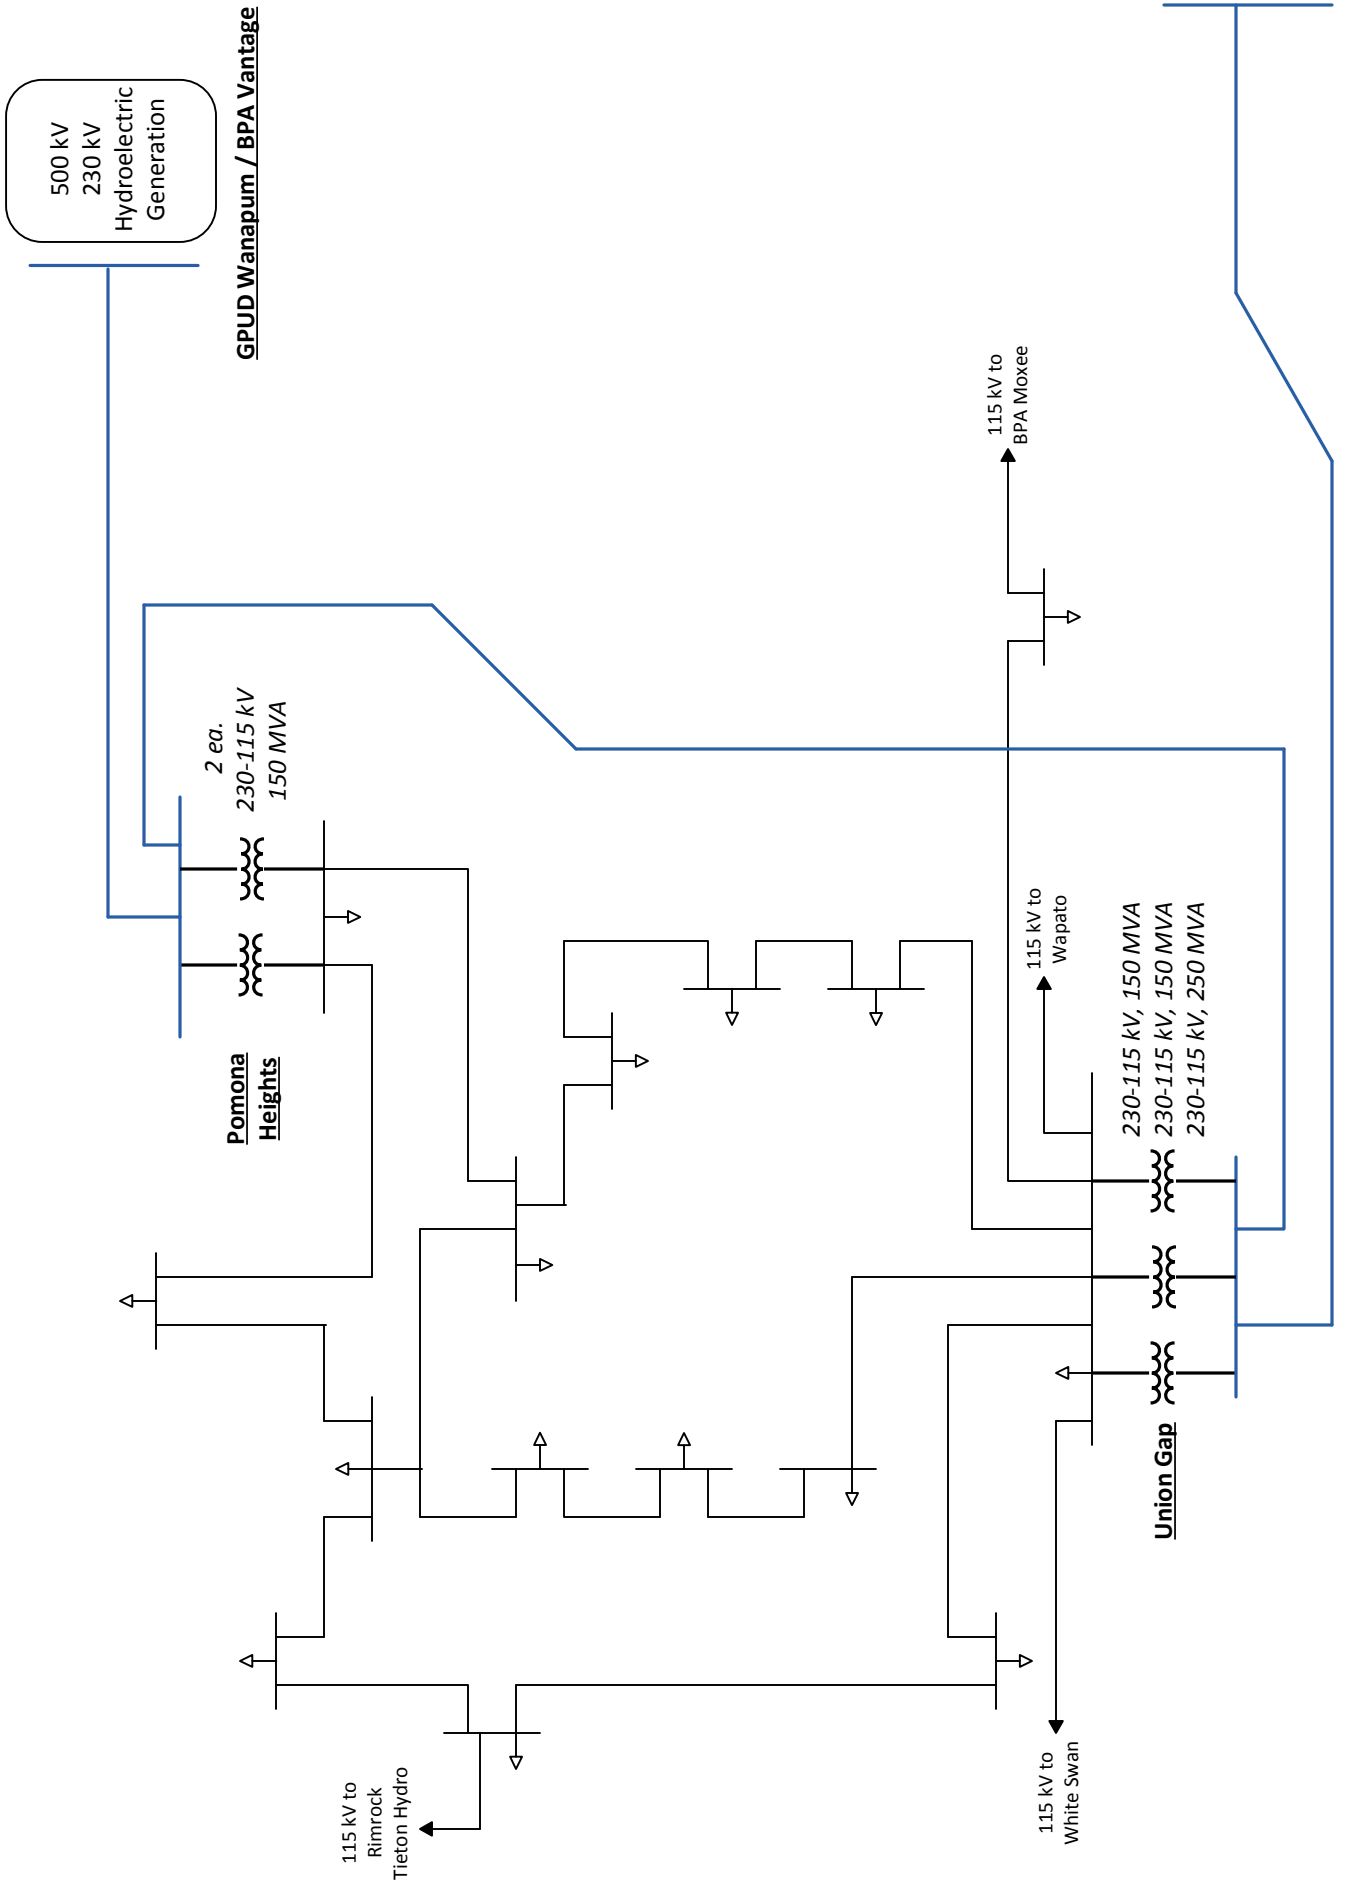 500 kV
230 kV
Hydroelectric
Generation
GPUD Wanapum / BPA Vantage
2 ea.
230-115 kV
150 MVA
Pomona
Heights
115 kV to
BPA Moxee
115 kV to
Wapato
230-115 kV, 150 MVA
230-115 kV, 150 MVA
230-115 kV, 250 MVA
Union Gap
115 kV to
Rimrock
Tieton Hydro
115 kV to
White Swan